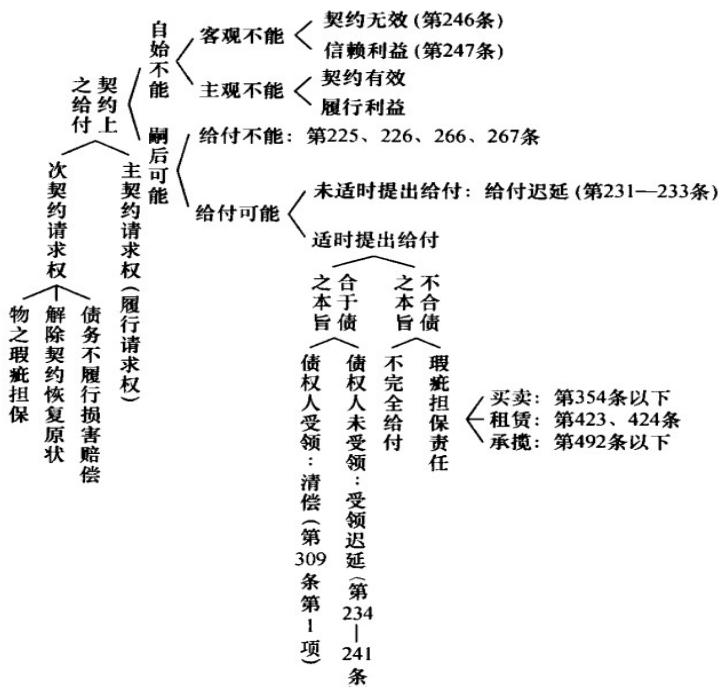 契约上
之给付
自始不能
客观不能
契约无效(第246条)
信赖利益(第247条)
主观不能
契约有效
履行利益
嗣后可能
给付不能：第225、226、266、267条
给付可能
未适时提出给付：给付迟延(第231—233条)
适时提出给付
合于债
之本旨
债权人受领：清偿(第309条第1项)
债权人未受领：受领迟延(第234—241条
不合债
之本旨
不完全给付
瑕疵担保责任
买卖：第354条以下
租赁：第423、424条
承揽：第492条以下
主契约请求权(履行请求权)
次契约请求权
债务不履行损害赔偿
解除契约恢复原状
物之瑕疵担保